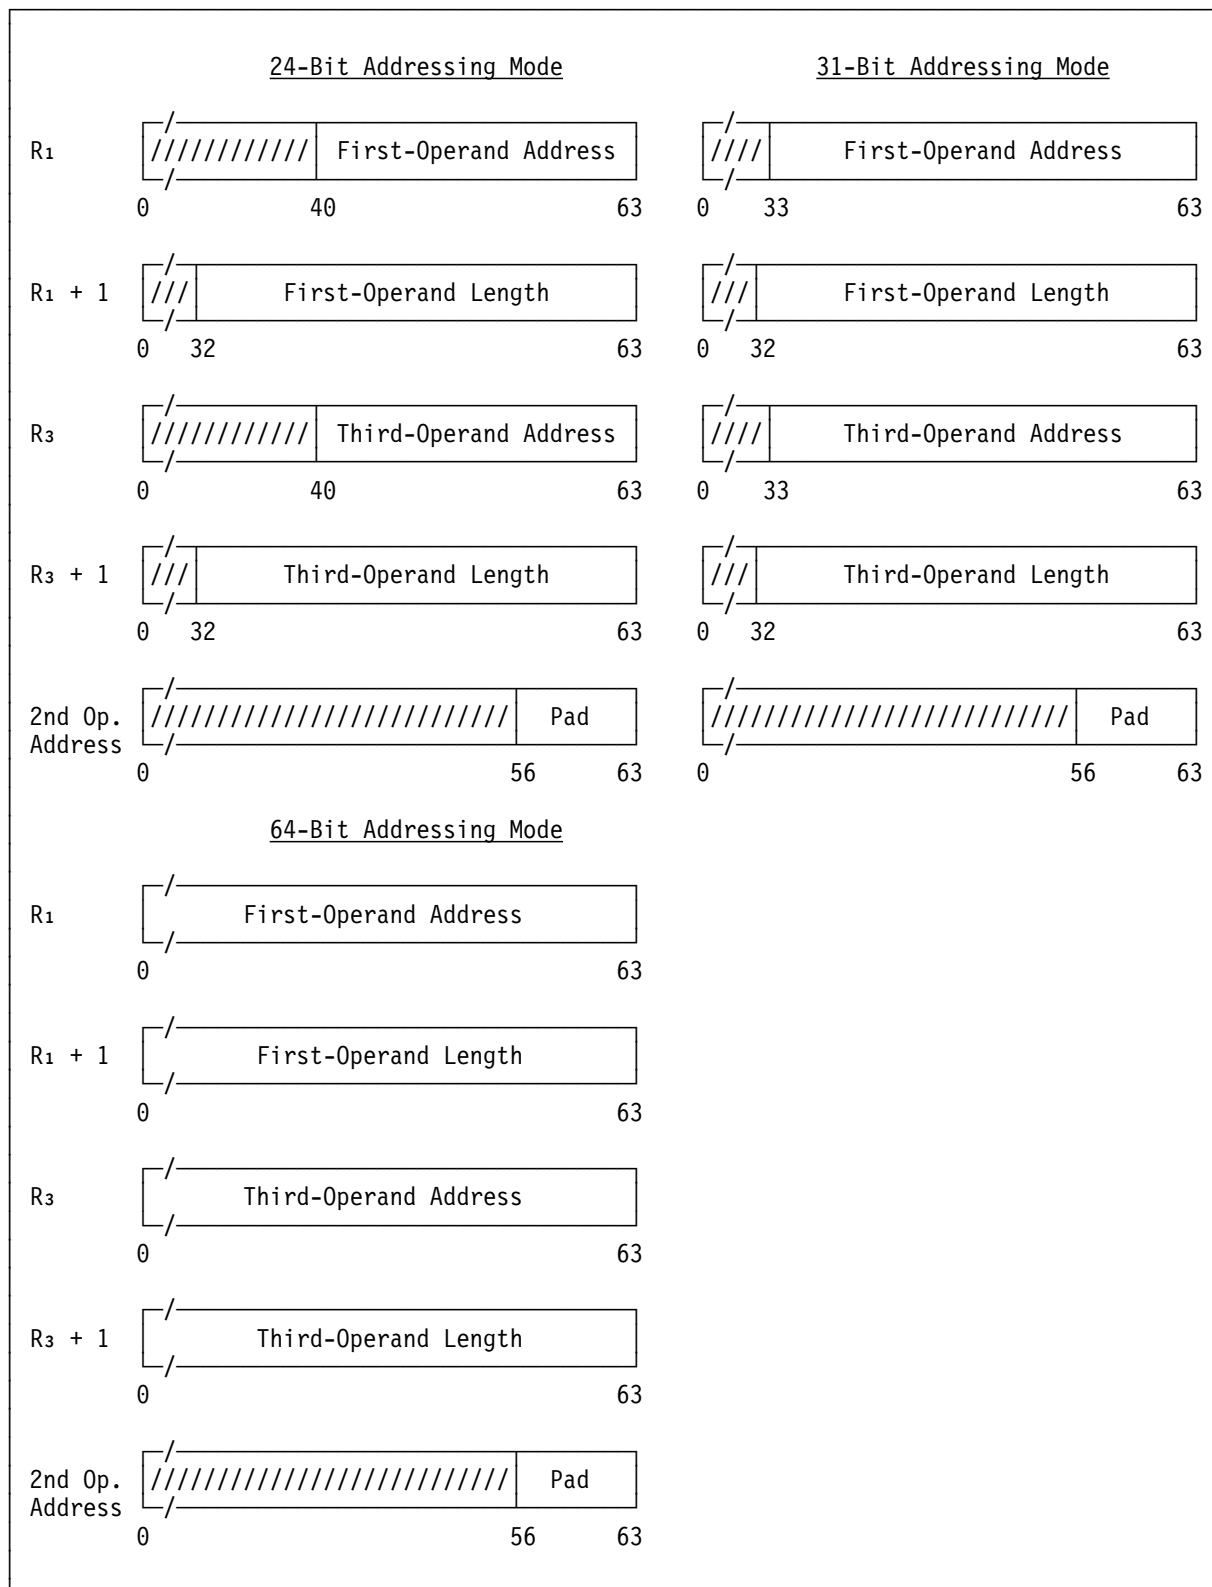 24-Bit Addressing Mode 31-Bit Addressing Mode
R₁ //////////// First-Operand Address //// First-Operand Address
0 40 63 0 33 63
R₁ + 1 /// First-Operand Length /// First-Operand Length
0 32 63 0 32 63
R₃ //////////// Third-Operand Address //// Third-Operand Address
0 40 63 0 33 63
R₃ + 1 /// Third-Operand Length /// Third-Operand Length
0 32 63 0 32 63
2nd Op. /////////////////////////// Pad /////////////////////////// Pad
Address
0 56 63 0 56 63
64-Bit Addressing Mode
R₁ First-Operand Address
0 63
R₁ + 1 First-Operand Length
0 63
R₃ Third-Operand Address
0 63
R₃ + 1 Third-Operand Length
0 63
2nd Op. /////////////////////////// Pad
Address
0 56 63